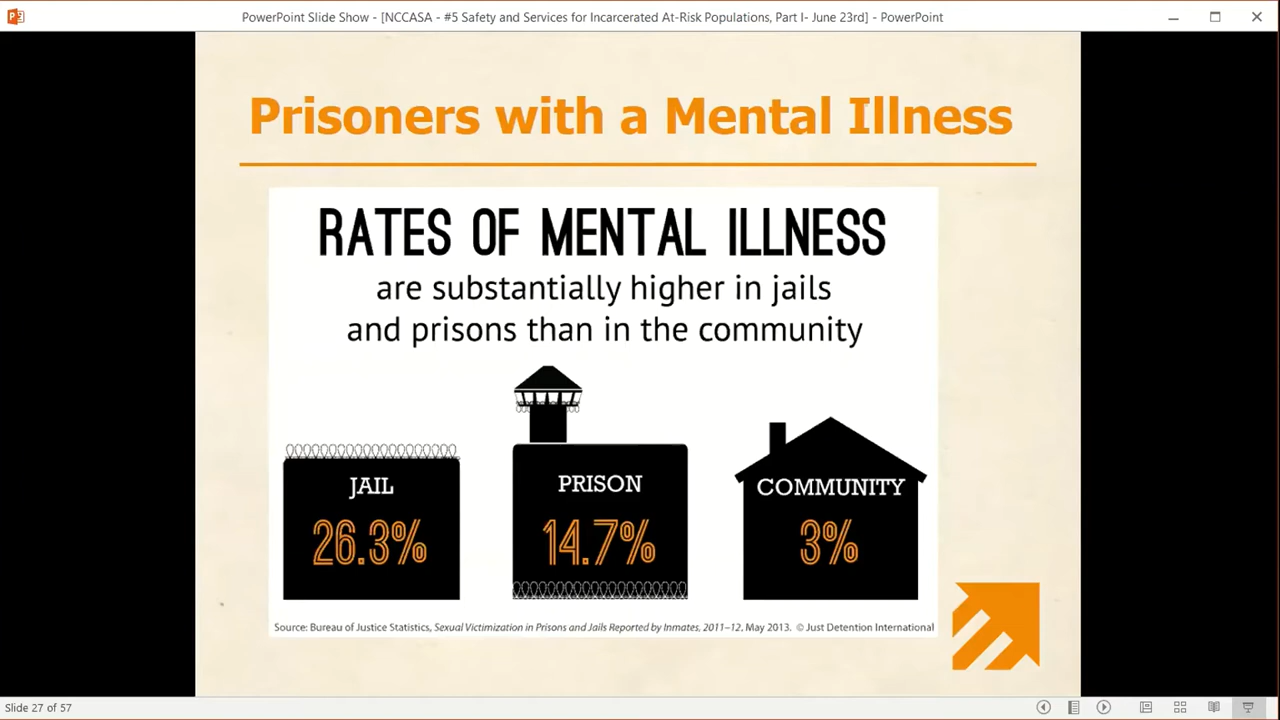 PowerPoint Slide Show - [NCCASA - #5 Safety and Services for Incarcerated At-Risk Populations, Part I- June 23rd] - PowerPoint
Prisoners with a Mental Illness
RATES OF MENTAL ILLNESS
are substantially higher in jails
and prisons than in the community
JAIL
26.3%
PRISON
14.7%
COMMUNITY
3%
Source: Bureau of Justice Statistics, Sexual Victimization in Prisons and Jails Reported by Inmates, 2011–12, May 2013. © Just Detention International
Slide 27 of 57